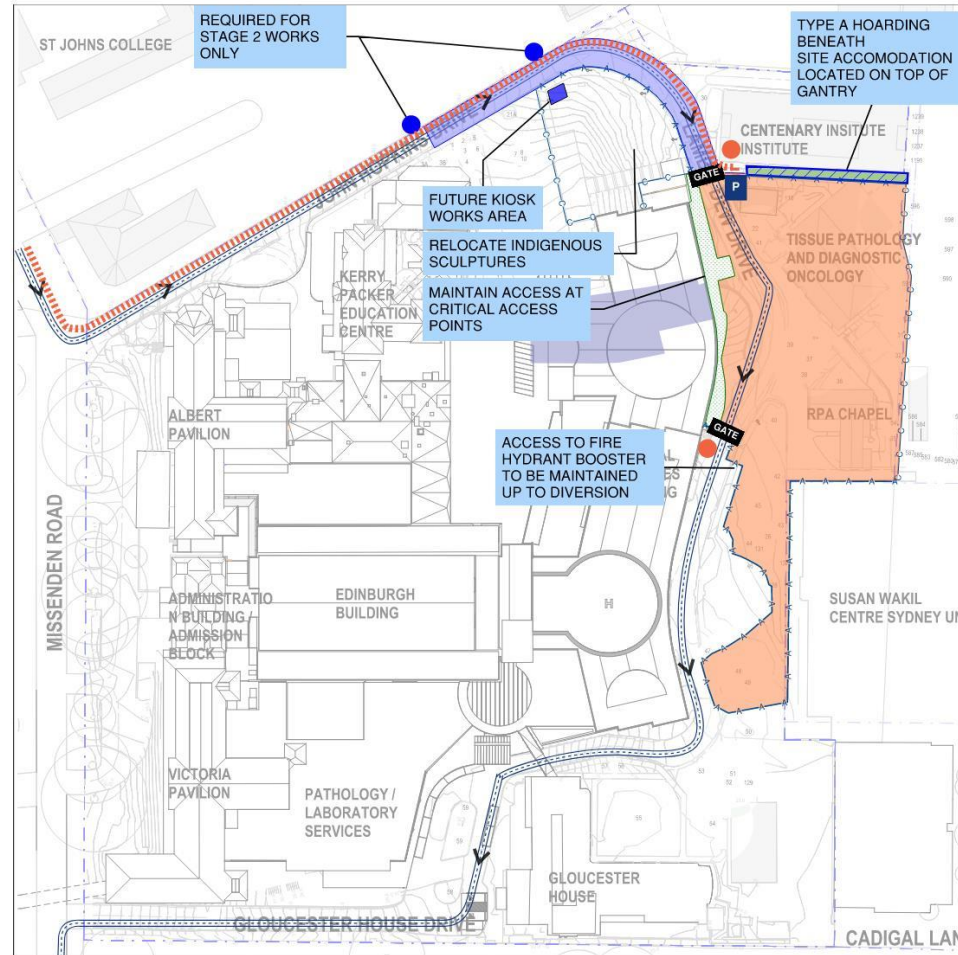 REQUIRED FOR
STAGE 2 WORKS
ONLY
TYPE A HOARDING
BENEATH
SITE ACCOMODATION
LOCATED ON TOP OF
GANTRY
ST JOHNS COLLEGE
CENTENARY INSITUTE
INSTITUTE
JOHN HOPKINS DRIVE
GATE
P
FUTURE KIOSK
WORKS AREA
RELOCATE INDIGENOUS
SCULPTURES
MAINTAIN ACCESS AT
CRITICAL ACCESS
POINTS
TISSUE PATHOLOGY
AND DIAGNOSTIC
ONCOLOGY
KERRY
PACKER
EDUCATION
CENTRE
ALBERT
PAVILION
RPA CHAPEL
GATE
ACCESS TO FIRE
HYDRANT BOOSTER
TO BE MAINTAINED
UP TO DIVERSION
MISSENDEN ROAD
ADMINISTRATIO
N BUILDING /
ADMISSION
BLOCK
EDINBURGH
BUILDING
H
SUSAN WAKIL
CENTRE SYDNEY UN
VICTORIA
PAVILION
PATHOLOGY /
LABORATORY
SERVICES
GLOUCESTER
HOUSE
GLOUCESTER HOUSE DRIVE
CADIGAL LAN